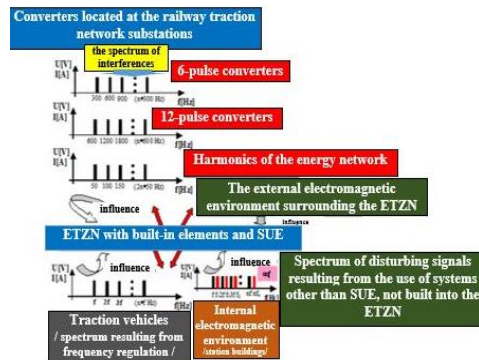 Converters located at the railway traction
network substations
the spectrum of
interferences
U[V]
I[A]
6-pulse converters
300 600 900 (n•300 Hz) f[Hz]
U[V]
I[A]
12-pulse converters
600 1200 1800 (n•600 Hz) f[Hz]
U[V]
I[A]
Harmonics of the energy network
50 100 150 (2n•50 Hz) f[Hz]
The external electromagnetic
environment surrounding the ETZN
influence
influence
ETZN with built-in elements and SUE
U[V]
I[A]
influence
influence
f 2f 3f (n•f Hz) f[Hz]
Spectrum of disturbing signals
resulting from the use of systems
other than SUE, not built into the
ETZN
Traction vehicles
/ spectrum resulting
from frequency regulation /
Internal
electromagnetic
environment
/station buildings/